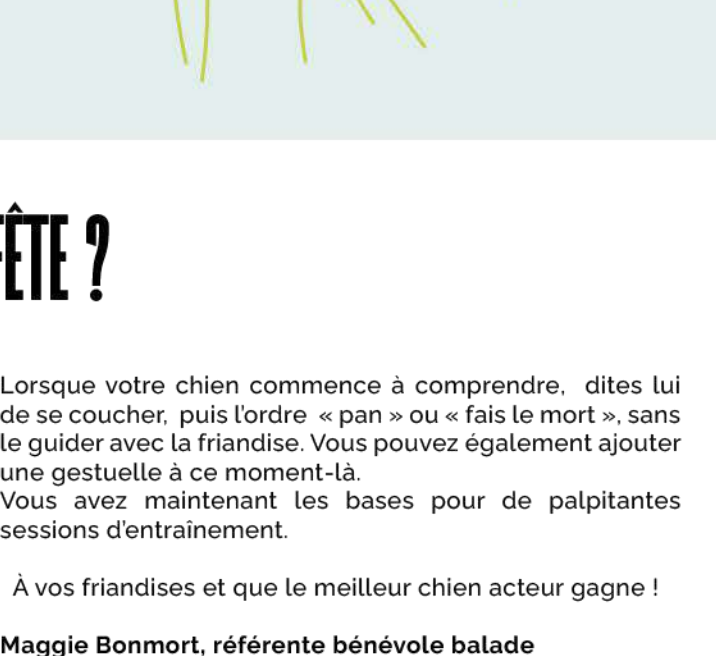 FÊTE ?
Lorsque votre chien commence à comprendre, dites lui
de se coucher, puis l'ordre « pan » ou « fais le mort », sans
le guider avec la friandise. Vous pouvez également ajouter
une gestuelle à ce moment-là.
Vous avez maintenant les bases pour de palpitantes
sessions d'entraînement.
À vos friandises et que le meilleur chien acteur gagne !
Maggie Bonmort, référente bénévole balade